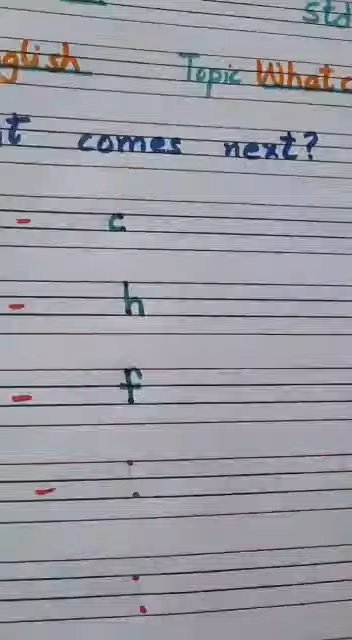 Std
glish Topic What c
t comes next?
- c
- h
- f
-